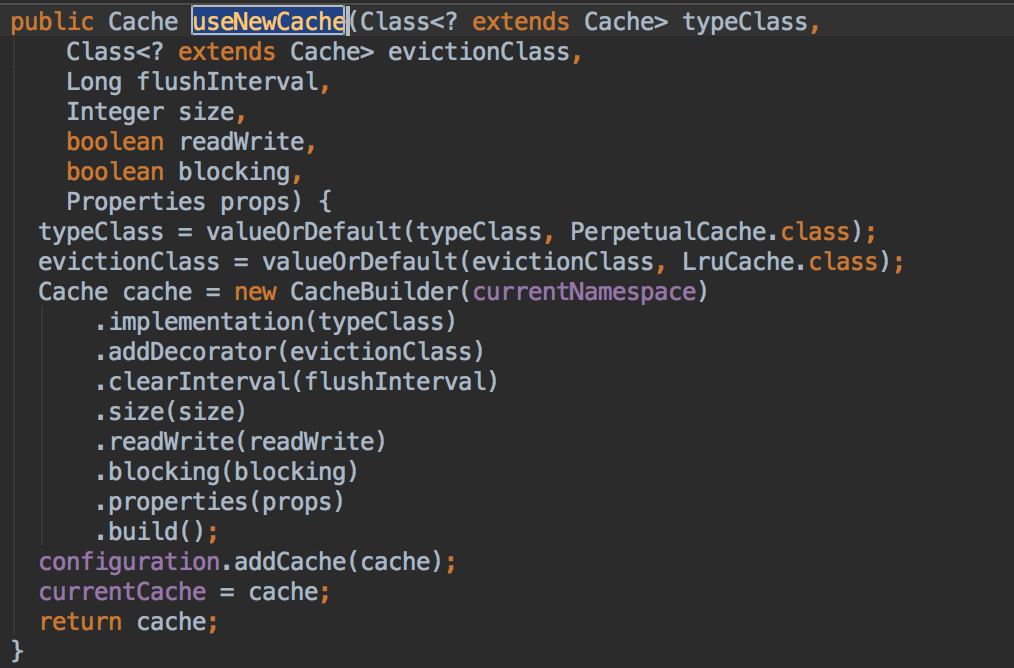 public Cache useNewCache(Class<? extends Cache> typeClass,
    Class<? extends Cache> evictionClass,
    Long flushInterval,
    Integer size,
    boolean readWrite,
    boolean blocking,
    Properties props) {
  typeClass = valueOrDefault(typeClass, PerpetualCache.class);
  evictionClass = valueOrDefault(evictionClass, LruCache.class);
  Cache cache = new CacheBuilder(currentNamespace)
      .implementation(typeClass)
      .addDecorator(evictionClass)
      .clearInterval(flushInterval)
      .size(size)
      .readWrite(readWrite)
      .blocking(blocking)
      .properties(props)
      .build();
  configuration.addCache(cache);
  currentCache = cache;
  return cache;
}